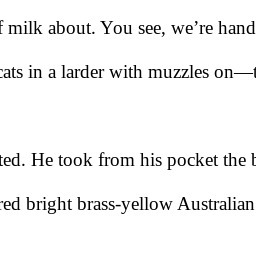 f milk about. You see, we’re hand
cats in a larder with muzzles on—t
ted. He took from his pocket the b
red bright brass-yellow Australian